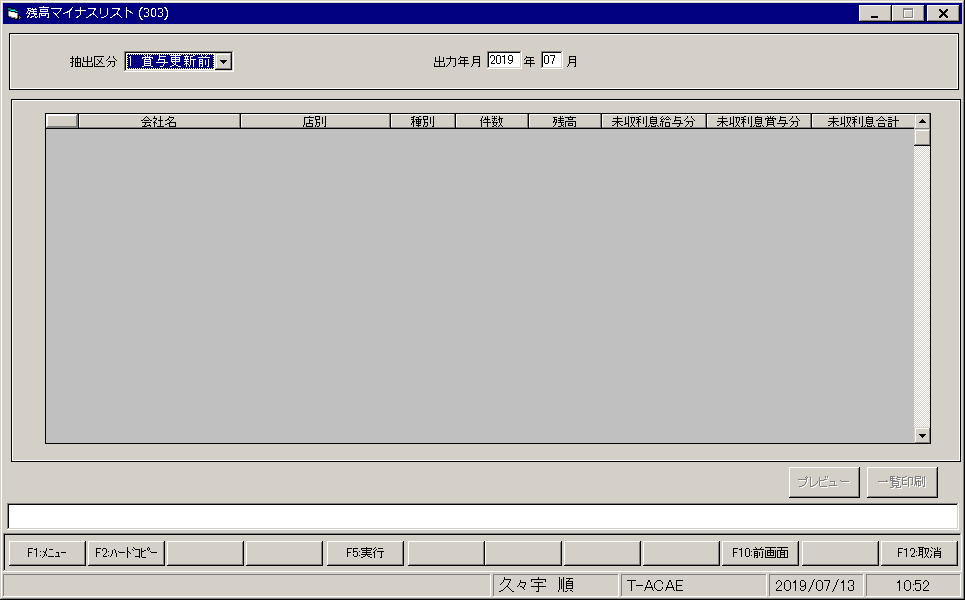 残高マイナスリスト (303)
抽出区分 1 賞与更新前 出力年月 2019 年 07 月
会社名 店別 種別 件数 残高 未収利息給与分 未収利息賞与分 未収利息合計
プレビュー 一覧印刷
F1:ﾒﾆｭｰ F2:ﾊｰﾄﾞｺﾋﾟｰ F5:実行 F10:前画面 F12:取消
久々宇 順 T-ACAE 2019/07/13 10:52